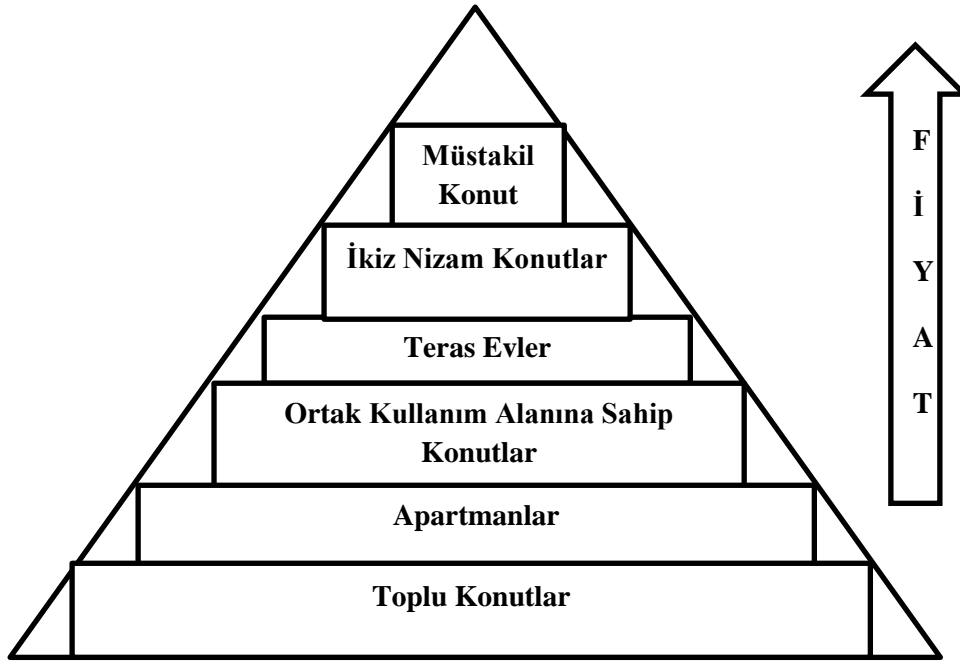 Müstakil
Konut
İkiz Nizam Konutlar
Teras Evler
Ortak Kullanım Alanına Sahip
Konutlar
Apartmanlar
Toplu Konutlar
F
İ
Y
A
T